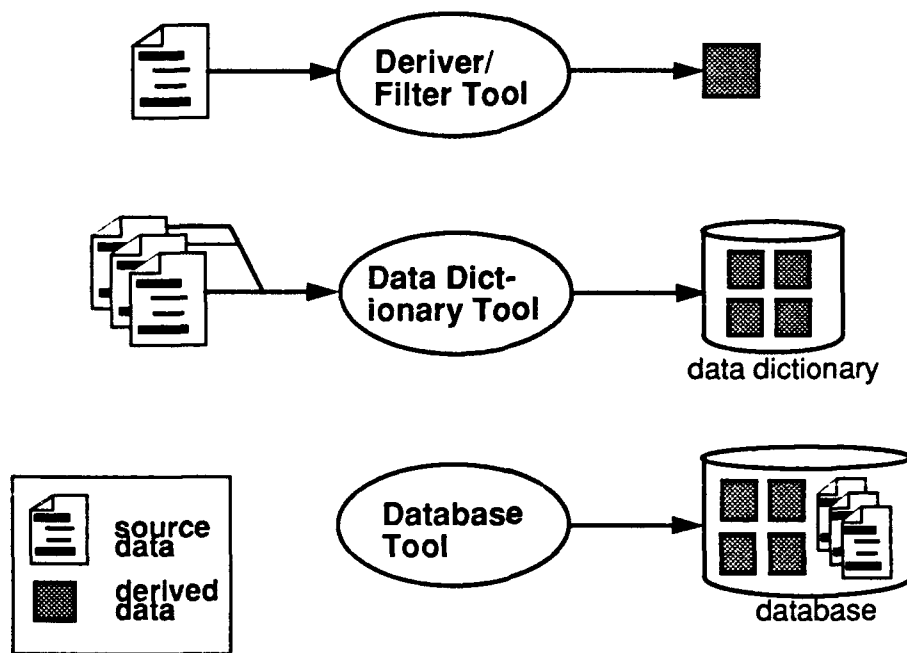 Deriver/
Filter Tool
Data Dict-
ionary Tool
data dictionary
Database
Tool
database
source
data
derived
data